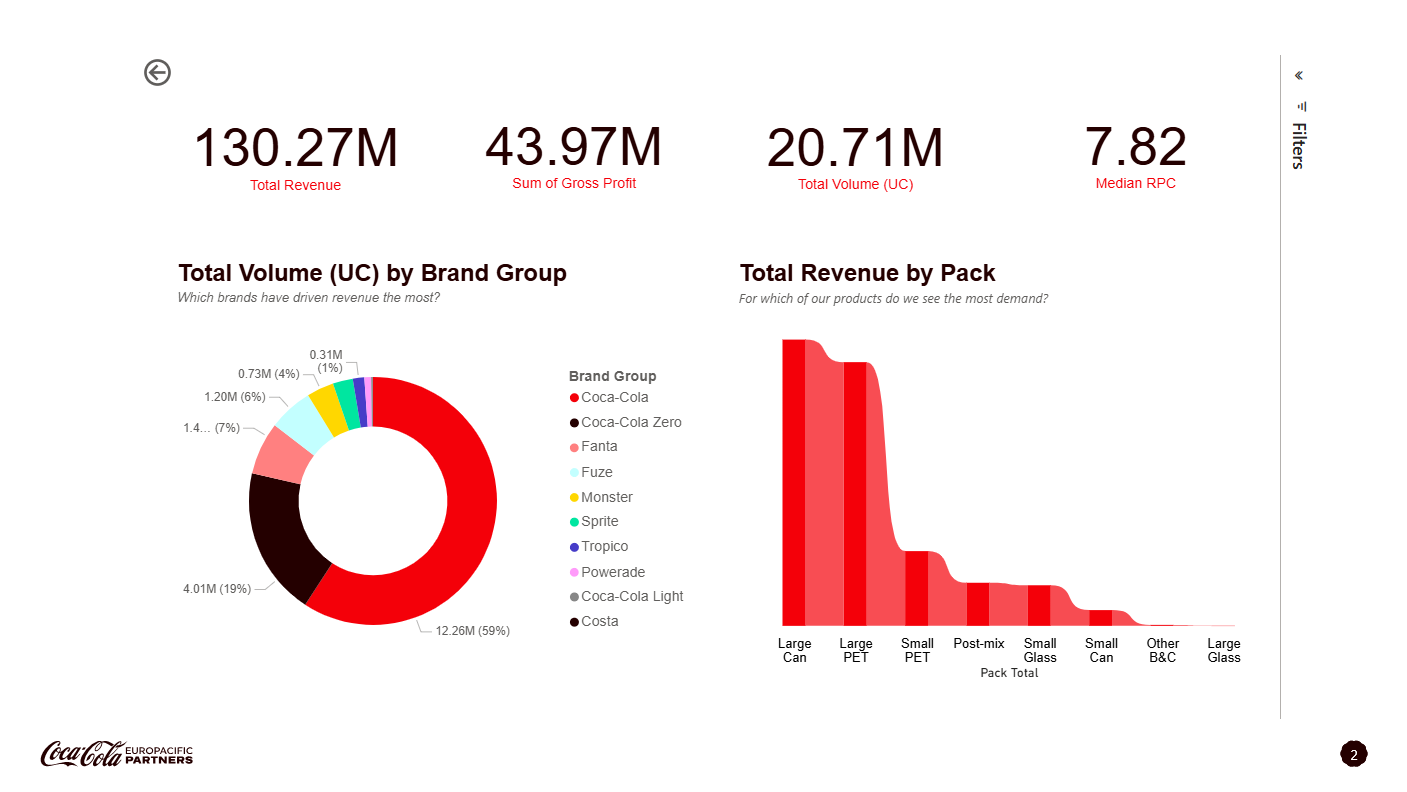 130.27M
Total Revenue
43.97M
Sum of Gross Profit
20.71M
Total Volume (UC)
7.82
Median RPC
Filters
Total Volume (UC) by Brand Group
Which brands have driven revenue the most?
0.31M
(1%)
0.73M (4%)
1.20M (6%)
1.4... (7%)
4.01M (19%)
12.26M (59%)
Brand Group
Coca-Cola
Coca-Cola Zero
Fanta
Fuze
Monster
Sprite
Tropico
Powerade
Coca-Cola Light
Costa
Total Revenue by Pack
For which of our products do we see the most demand?
Large
Can
Large
PET
Small
PET
Post-mix
Small
Glass
Small
Can
Other
B&C
Large
Glass
Pack Total
Coca-Cola EUROPACIFIC
PARTNERS
2